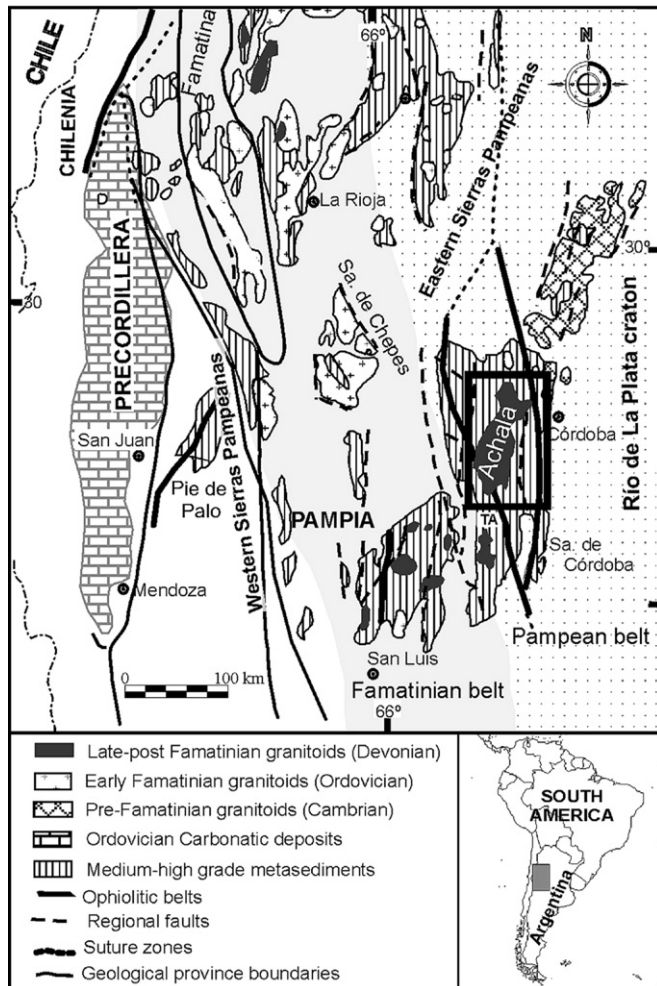 CHILE
CHILENIA
Famatina
66º
N
Eastern Sierras Pampeanas
La Rioja
30º
30
PRECORDILLERA
Sa. de Chepes
Río de La Plata craton
San Juan
Achala
Córdoba
Pie de
Palo
Western Sierras Pampeanas
PAMPIA
TA
Sa. de
Córdoba
Mendoza
Pampean belt
0
100 km
San Luis
Famatinian belt
66º
Late-post Famatinian granitoids (Devonian)
Early Famatinian granitoids (Ordovician)
Pre-Famatinian granitoids (Cambrian)
Ordovician Carbonatic deposits
Medium-high grade metasediments
Ophiolitic belts
Regional faults
Suture zones
Geological province boundaries
SOUTH
AMERICA
Argentina